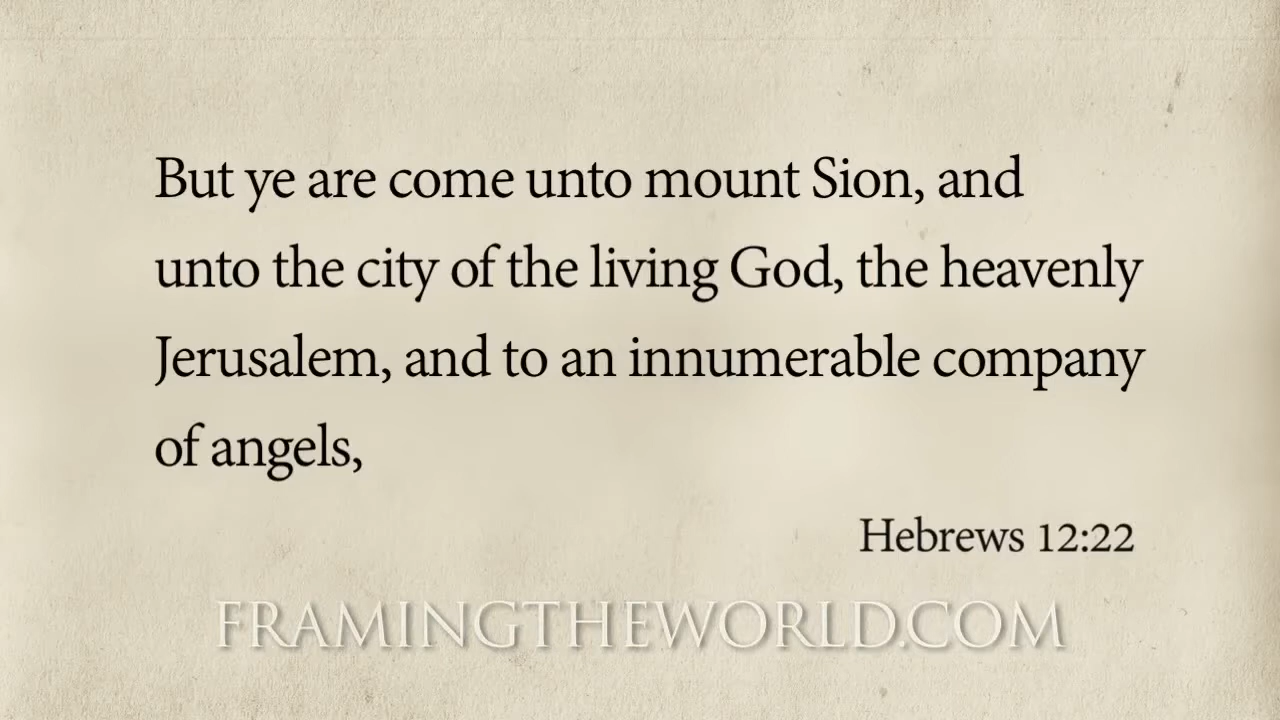 But ye are come unto mount Sion, and
unto the city of the living God, the heavenly
Jerusalem, and to an innumerable company
of angels,
Hebrews 12:22
FRAMINGTHEWORLD.COM